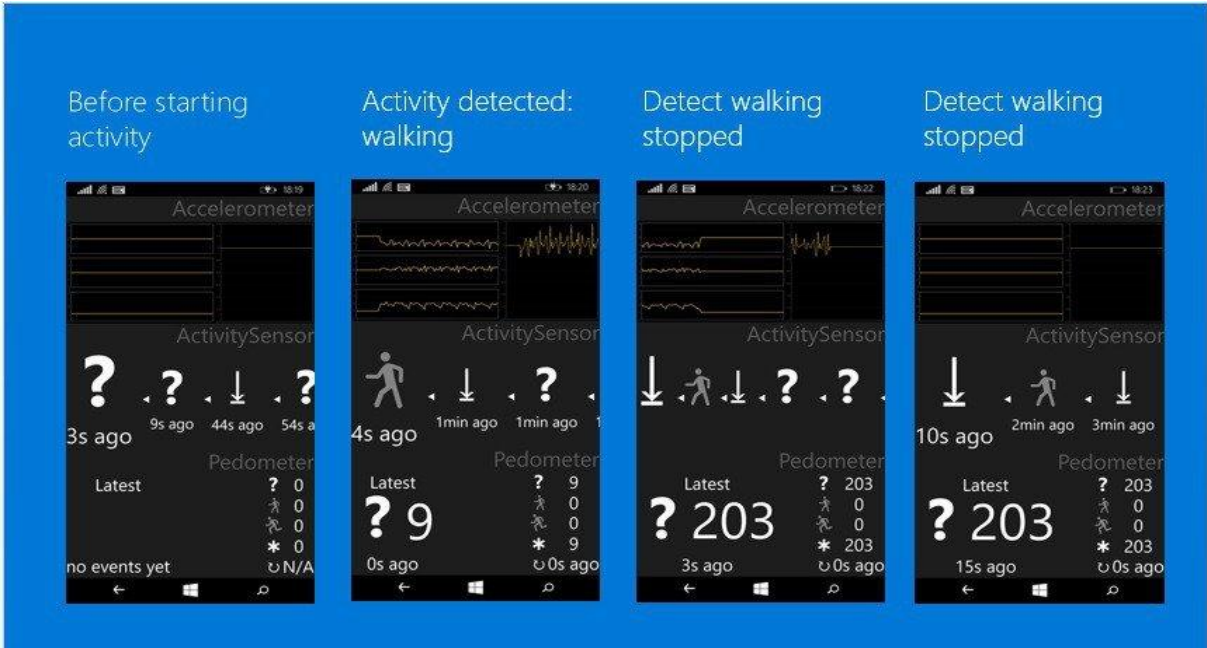 Before starting
activity
18:19
Accelerometer
ActivitySensor
? ? ?
3s ago 9s ago 44s ago 54s a
Pedometer
Latest
? 0
0
0
* 0
no events yet N/A
Activity detected:
walking
18:20
Accelerometer
ActivitySensor
?
4s ago 1min ago 1min ago 1
Pedometer
Latest
? 9
? 9
0
0
* 9
0s ago 0s ago
Detect walking
stopped
18:22
Accelerometer
ActivitySensor
? ?
Pedometer
Latest
? 203
? 203
0
0
* 203
3s ago 0s ago
Detect walking
stopped
18:23
Accelerometer
ActivitySensor
10s ago 2min ago 3min ago
Pedometer
Latest
? 203
? 203
0
0
* 203
15s ago 0s ago